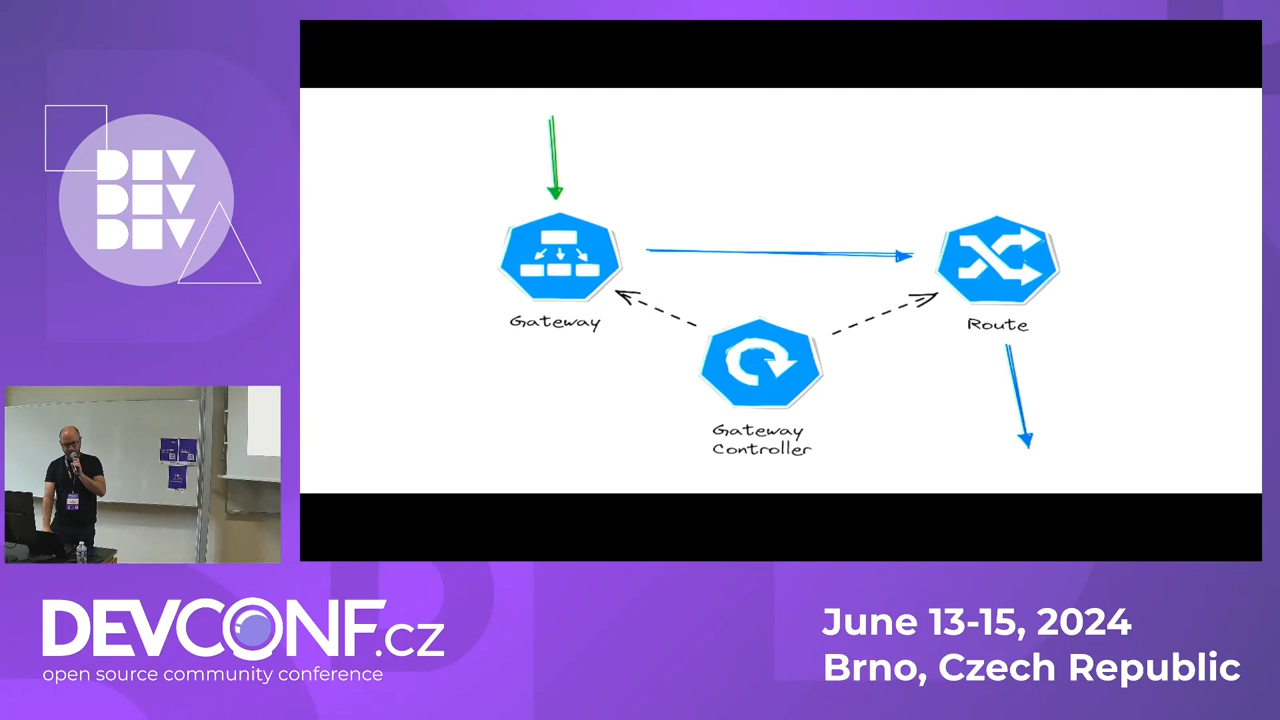 DEV
DEV
DEV
Gateway
Route
Gateway
Controller
DEVCONF.cz
open source community conference
June 13-15, 2024
Brno, Czech Republic